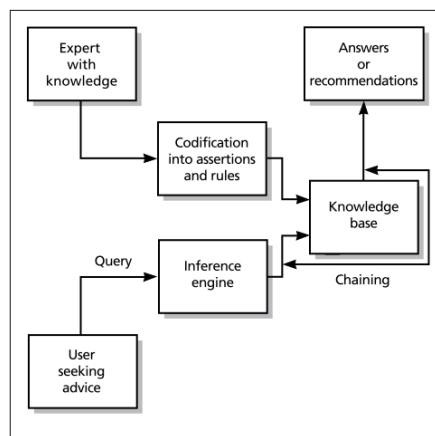 Expert
with
knowledge
Answers
or
recommendations
Codification
into assertions
and rules
Knowledge
base
Query
Inference
engine
Chaining
User
seeking
advice